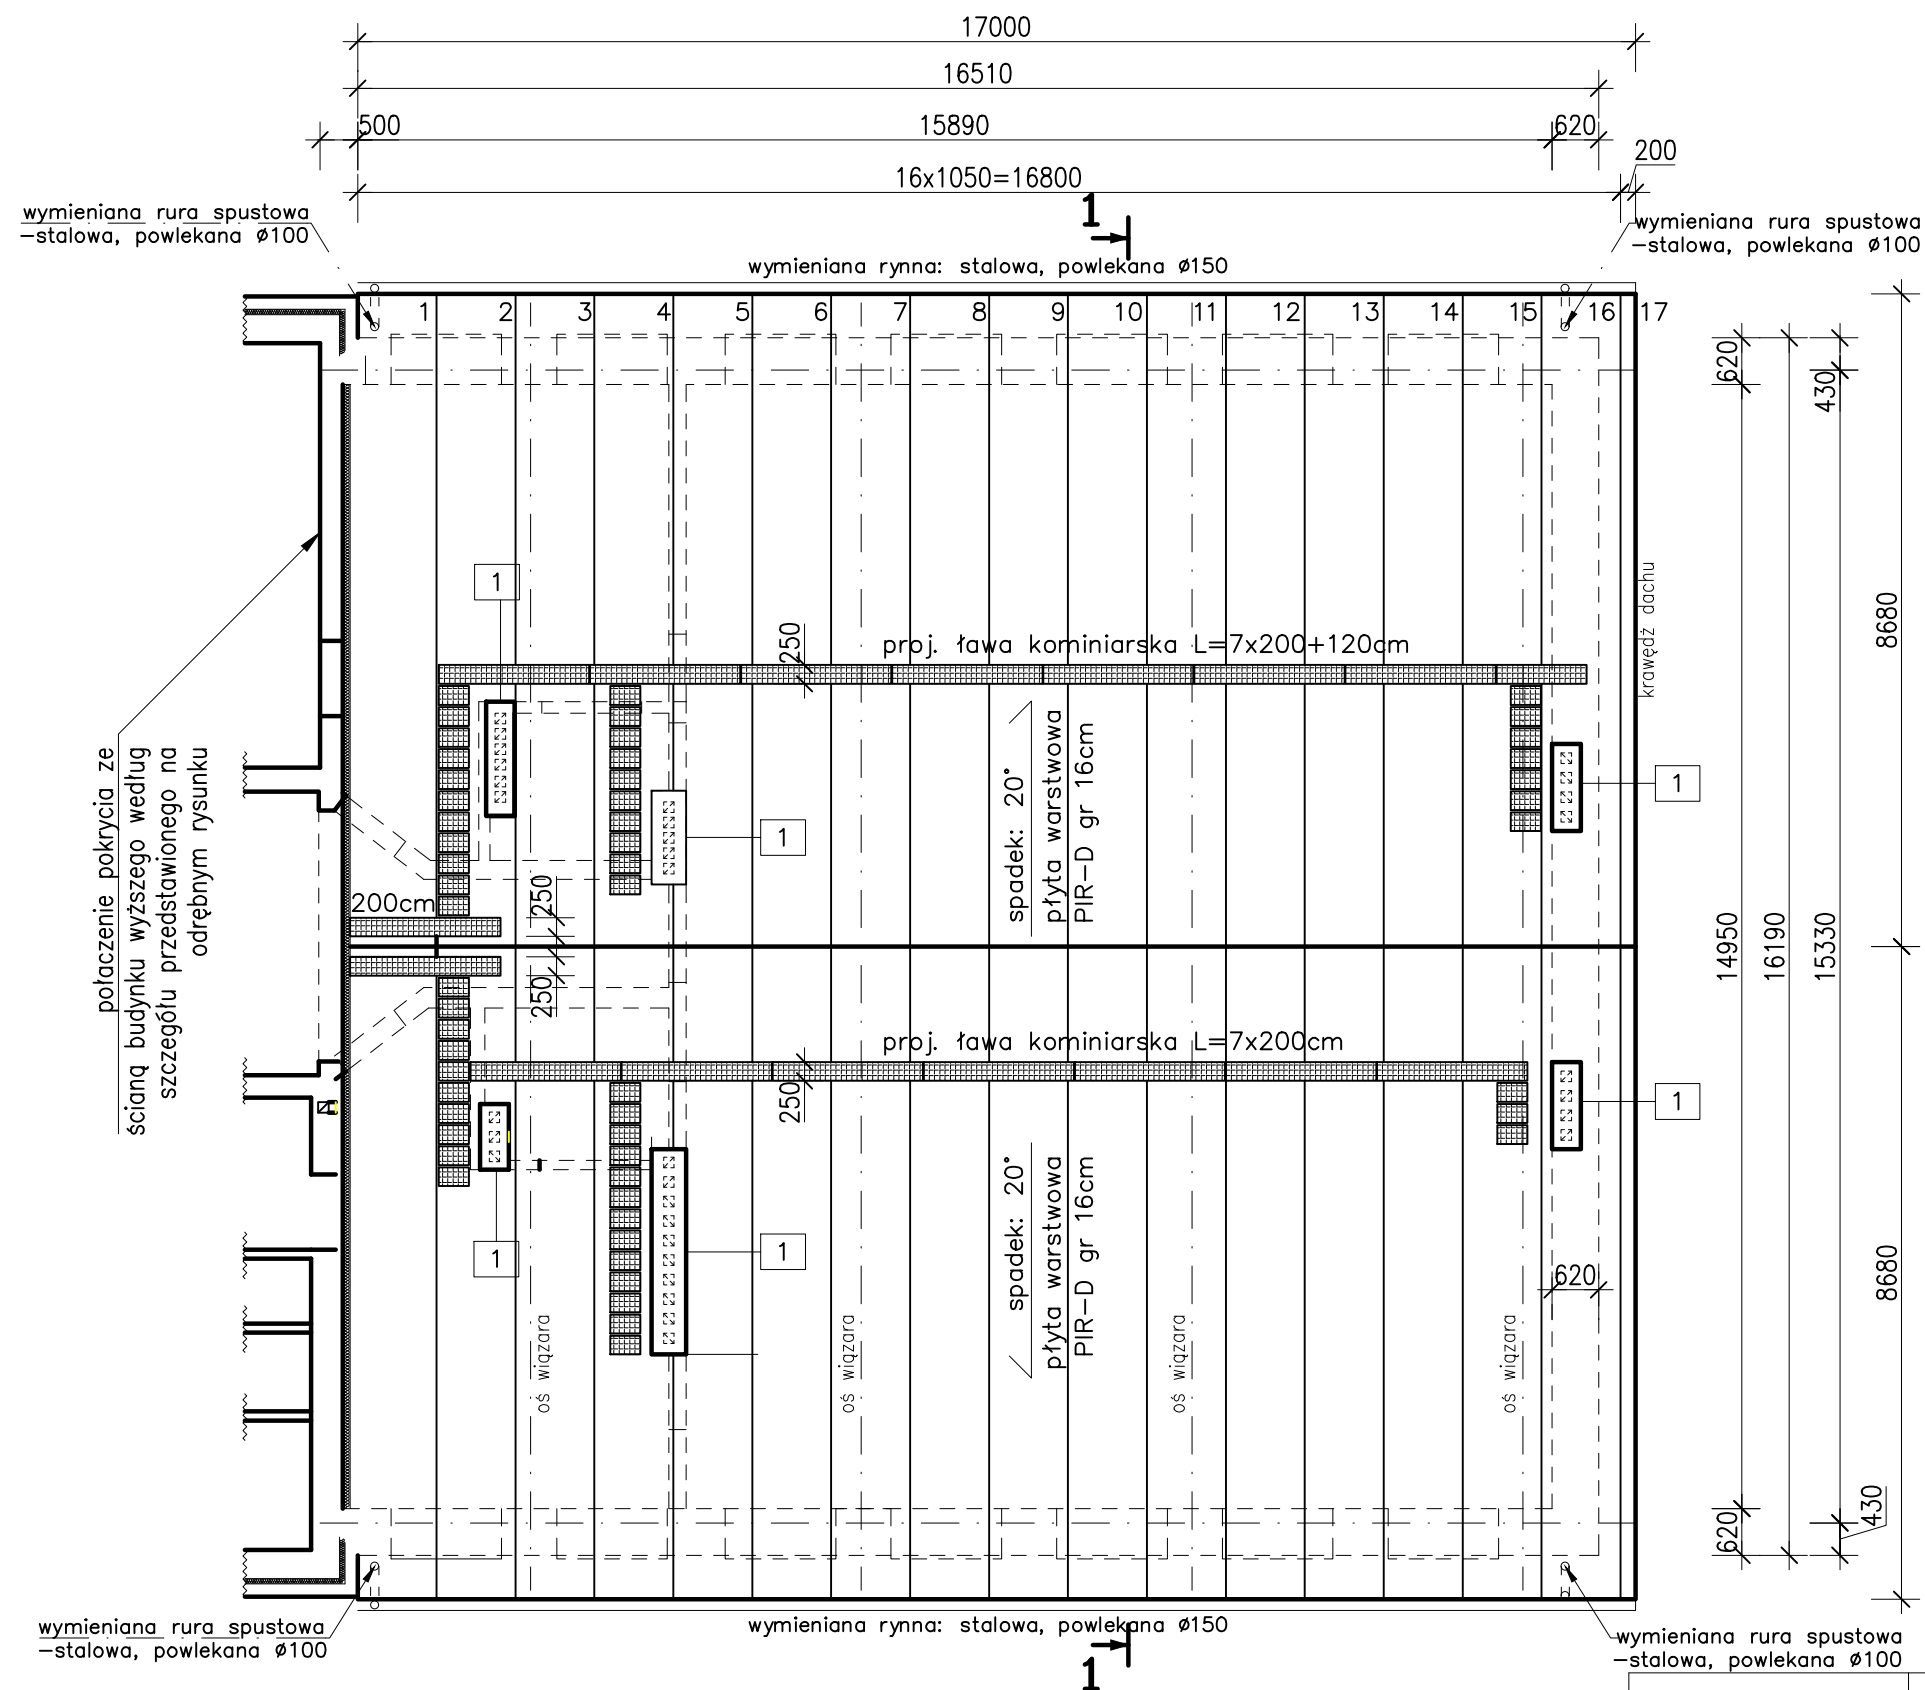 17000
16510
500 15890 620
200
16x1050=16800
1
wymieniana rura spustowa
-stalowa, powlekana Ø100
wymieniana rura spustowa
-stalowa, powlekana Ø100
wymieniana rynna: stalowa, powlekana Ø150
1 2 3 4 5 6 7 8 9 10 11 12 13 14 15 16 17
620
430
8680
krawędź dachu
1
250
proj. ława kominiarska L=7x200+120cm
połaczenie pokrycia ze
ścianą budynku wyższego według
szczegółu przedstawionego na
odrębnym rysunku
spadek: 20°
płyta warstwowa
PIR-D gr 16cm
1
1
200cm
250
250
14950
16190
15330
proj. ława kominiarska L=7x200cm
250
1
1
1
spadek: 20°
płyta warstwowa
PIR-D gr 16cm
620
8680
oś wiązara
oś wiązara
oś wiązara
oś wiązara
620
430
wymieniana rura spustowa
-stalowa, powlekana Ø100
wymieniana rynna: stalowa, powlekana Ø150
1
wymieniana rura spustowa
-stalowa, powlekana Ø100